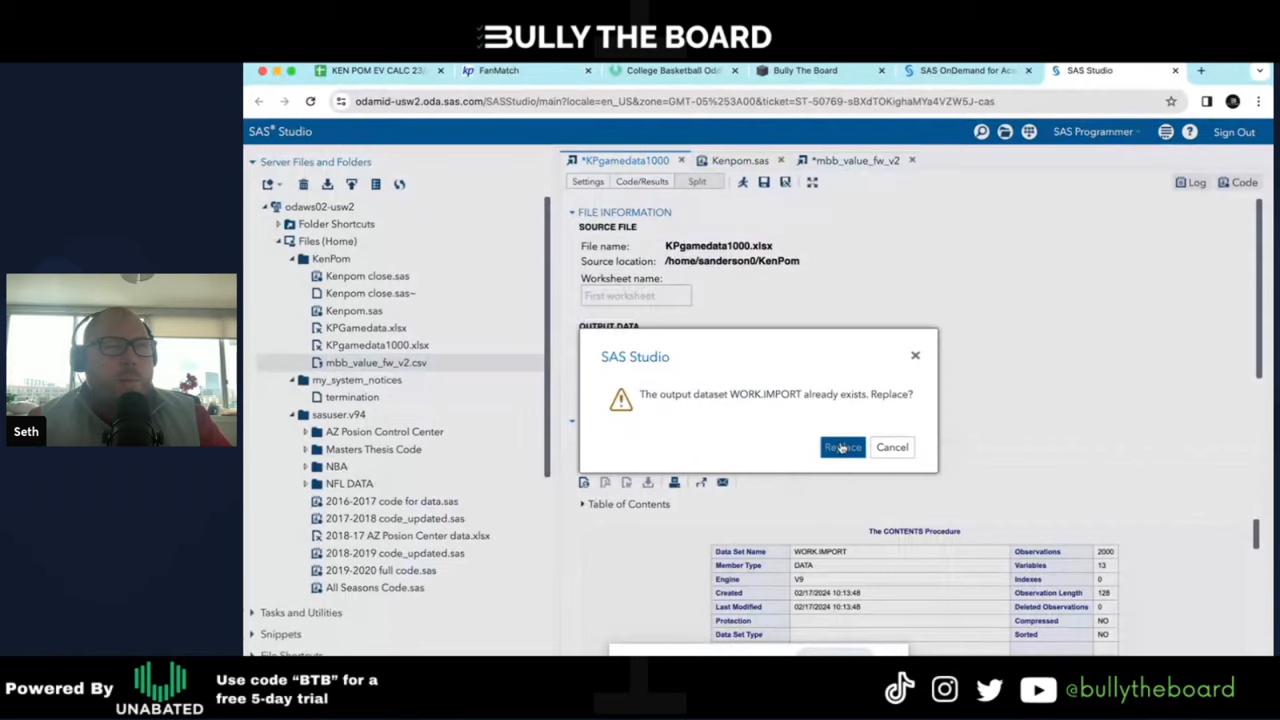 BULLY THE BOARD
KEN POM EV CALC 23/
kp FanMatch
College Basketball Odd
Bully The Board
SAS OnDemand for Ac
SAS Studio
odamid-usw2.oda.sas.com/SASStudio/main?locale=en_US&zone=GMT-05%253A00&ticket=ST-50769-sBXdTOKighaMYa4VZW5J-cas
SAS® Studio
SAS Programmer
Sign Out
Server Files and Folders
*KPgamedata1000
Kenpom.sas
*mbb_value_fw_v2
Settings
Code/Results
Split
Log
Code
odaws02-usw2
Folder Shortcuts
Files (Home)
KenPom
Kenpom close.sas
Kenpom close.sas~
Kenpom.sas
KPGamedata.xlsx
KPgamedata1000.xlsx
mbb_value_fw_v2.csv
my_system_notices
termination
sasuser.v94
AZ Posion Control Center
Masters Thesis Code
NBA
NFL DATA
2016-2017 code for data.sas
2017-2018 code_updated.sas
2018-17 AZ Posion Center data.xlsx
2018-2019 code_updated.sas
2019-2020 full code.sas
All Seasons Code.sas
Tasks and Utilities
Snippets
File Shortcuts
FILE INFORMATION
SOURCE FILE
File name: KPgamedata1000.xlsx
Source location: /home/sanderson0/KenPom
Worksheet name:
First worksheet
OUTPUT DATA
SAS Studio
The output dataset WORK.IMPORT already exists. Replace?
Replace
Cancel
Table of Contents
The CONTENTS Procedure
Data Set Name WORK.IMPORT Observations 2000
Member Type DATA Variables 13
Engine V9 Indexes 0
Created 02/17/2024 10:13:48 Observation Length 128
Last Modified 02/17/2024 10:13:48 Deleted Observations 0
Protection Compressed NO
Data Set Type Sorted NO
Seth
Powered By
UNABATED
Use code “BTB” for a
free 5-day trial
@bullytheboard